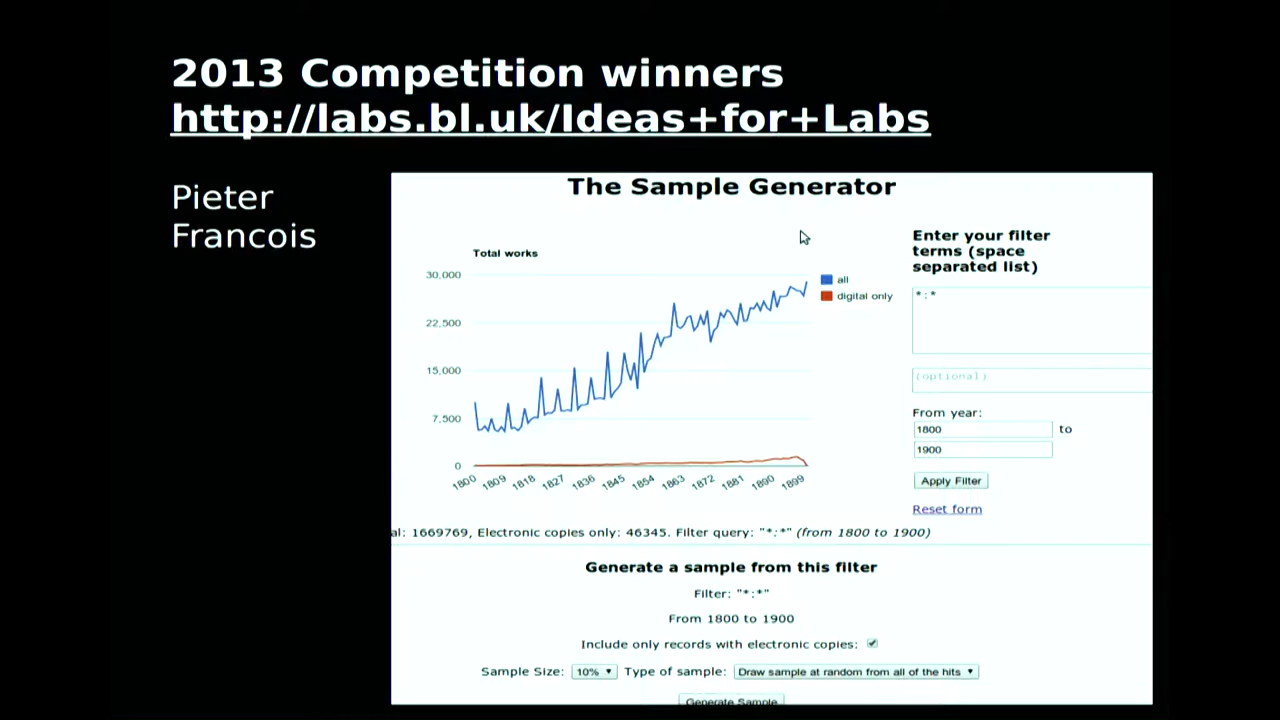 2013 Competition winners
http://labs.bl.uk/Ideas+for+Labs
Pieter
Francois
The Sample Generator
Total works
30,000
22,500
15,000
7,500
0
1800 1809 1818 1827 1836 1845 1854 1863 1872 1881 1890 1899
all
digital only
Enter your filter
terms (space
separated list)
*:*
(optional)
From year:
1800 to
1900
Apply Filter
Reset form
al: 1669769, Electronic copies only: 46345. Filter query: "*:*" (from 1800 to 1900)
Generate a sample from this filter
Filter: "*:*"
From 1800 to 1900
Include only records with electronic copies:
Sample Size: 10% Type of sample: Draw sample at random from all of the hits
Generate Sample